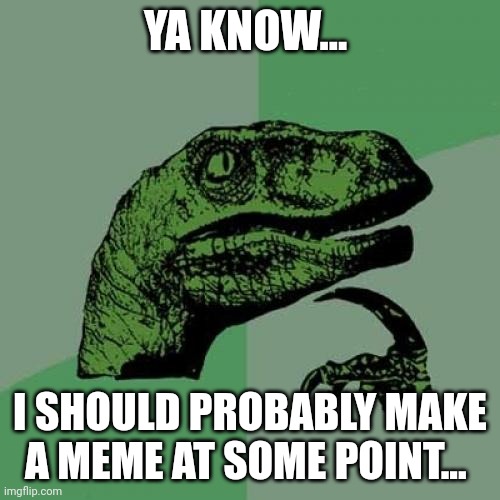 YA KNOW...
I SHOULD PROBABLY MAKE
A MEME AT SOME POINT...
imgflip.com